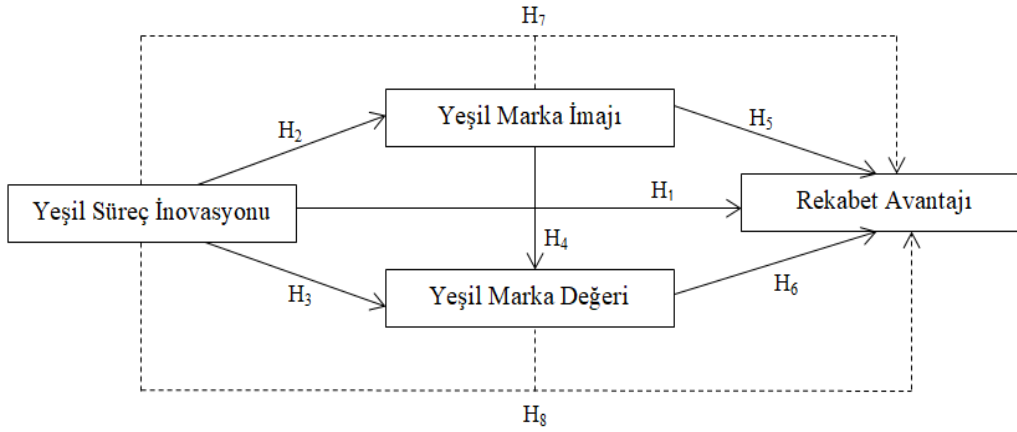 H₇
Yeşil Marka İmajı
H₂
H₅
Yeşil Süreç İnovasyonu
H₁
Rekabet Avantajı
H₄
H₃
Yeşil Marka Değeri
H₆
H₈